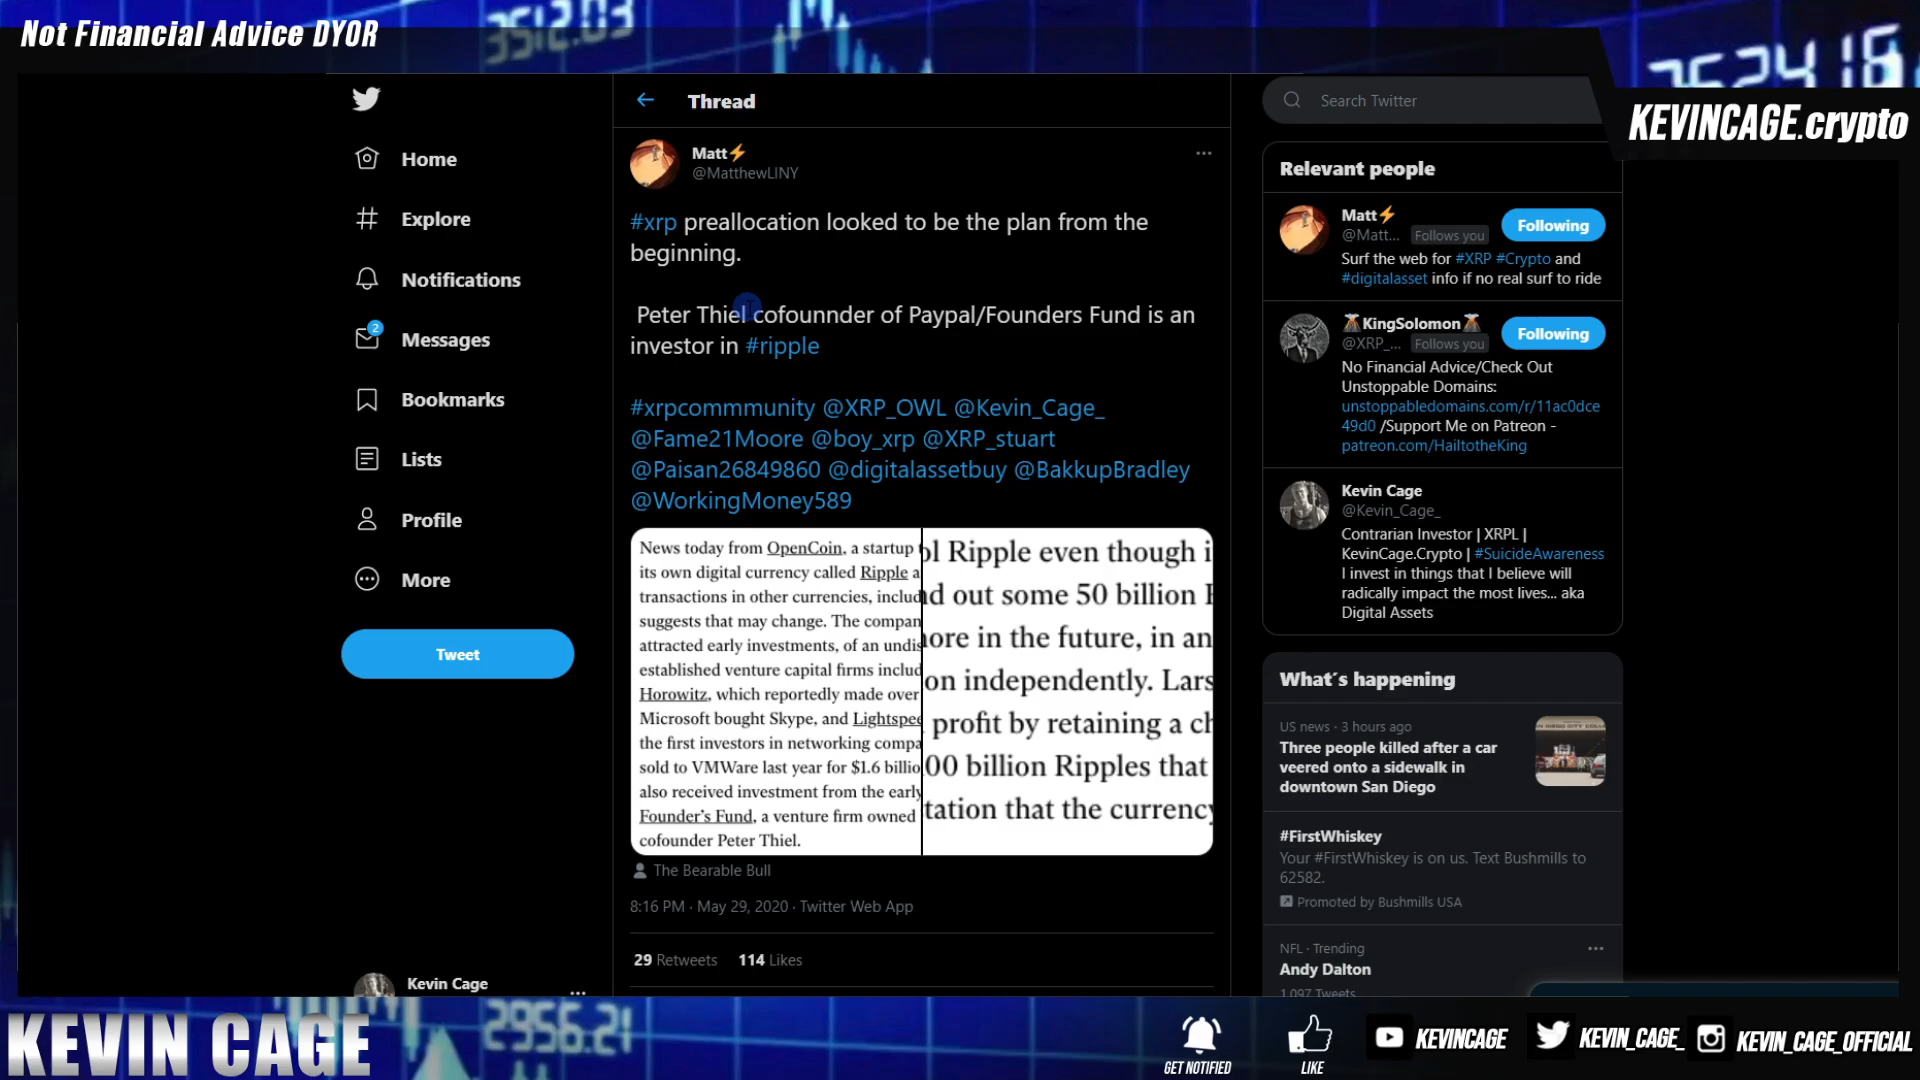 Not Financial Advice DYOR
3512.03
KEVINCAGE.crypto
Home
Explore
Notifications
2
Messages
Bookmarks
Lists
Profile
More
Tweet
Kevin Cage
Thread
Matt⚡
@MatthewLINY
#xrp preallocation looked to be the plan from the
beginning.
Peter Thiel cofounnder of Paypal/Founders Fund is an
investor in #ripple
#xrpcommmunity @XRP_OWL @Kevin_Cage_
@Fame21Moore @boy_xrp @XRP_stuart
@Paisan26849860 @digitalassetbuy @BakkupBradley
@WorkingMoney589
News today from OpenCoin, a startup
its own digital currency called Ripple a
transactions in other currencies, includ
suggests that may change. The compan
attracted early investments, of an undis
established venture capital firms includ
Horowitz, which reportedly made over
Microsoft bought Skype, and Lightspee
the first investors in networking compa
sold to VMWare last year for $1.6 billio
also received investment from the early
Founder's Fund, a venture firm owned
cofounder Peter Thiel.
ol Ripple even though i
nd out some 50 billion
ore in the future, in an
on independently. Lars
profit by retaining a ch
00 billion Ripples that
tation that the currency
The Bearable Bull
8:16 PM · May 29, 2020 · Twitter Web App
29 Retweets 114 Likes
Search Twitter
Relevant people
Matt⚡
@Matt... Follows you
Following
Surf the web for #XRP #Crypto and
#digitalasset info if no real surf to ride
🌋KingSolomon🌋
@XRP_... Follows you
Following
No Financial Advice/Check Out
Unstoppable Domains:
unstoppabledomains.com/r/11ac0dce
49d0 /Support Me on Patreon -
patreon.com/HailtotheKing
Kevin Cage
@Kevin_Cage_
Contrarian Investor | XRPL |
KevinCage.Crypto | #SuicideAwareness
I invest in things that I believe will
radically impact the most lives... aka
Digital Assets
What's happening
US news · 3 hours ago
Three people killed after a car
veered onto a sidewalk in
downtown San Diego
#FirstWhiskey
Your #FirstWhiskey is on us. Text Bushmills to
62582.
Promoted by Bushmills USA
NFL · Trending
Andy Dalton
1,097 Tweets
KEVIN CAGE
2956.21
GET NOTIFIED
LIKE
KEVINCAGE
KEVIN_CAGE_
KEVIN_CAGE_OFFICIAL